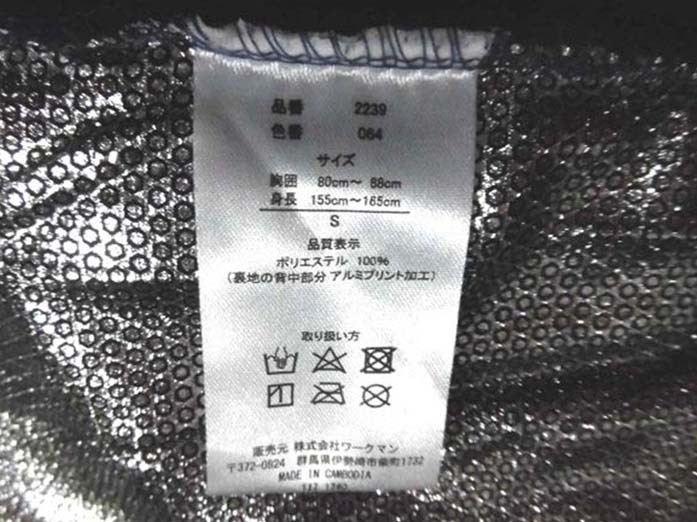 品番 2239
色番 064
サイズ
胸囲 80cm～ 88cm
身長 155cm～165cm
S
品質表示
ポリエステル 100%
(裏地の背中部分 アルミプリント加工)
取り扱い方
販売元 株式会社ワークマン
〒372-0824 群馬県伊勢崎市柴町1732
MADE IN CAMBODIA